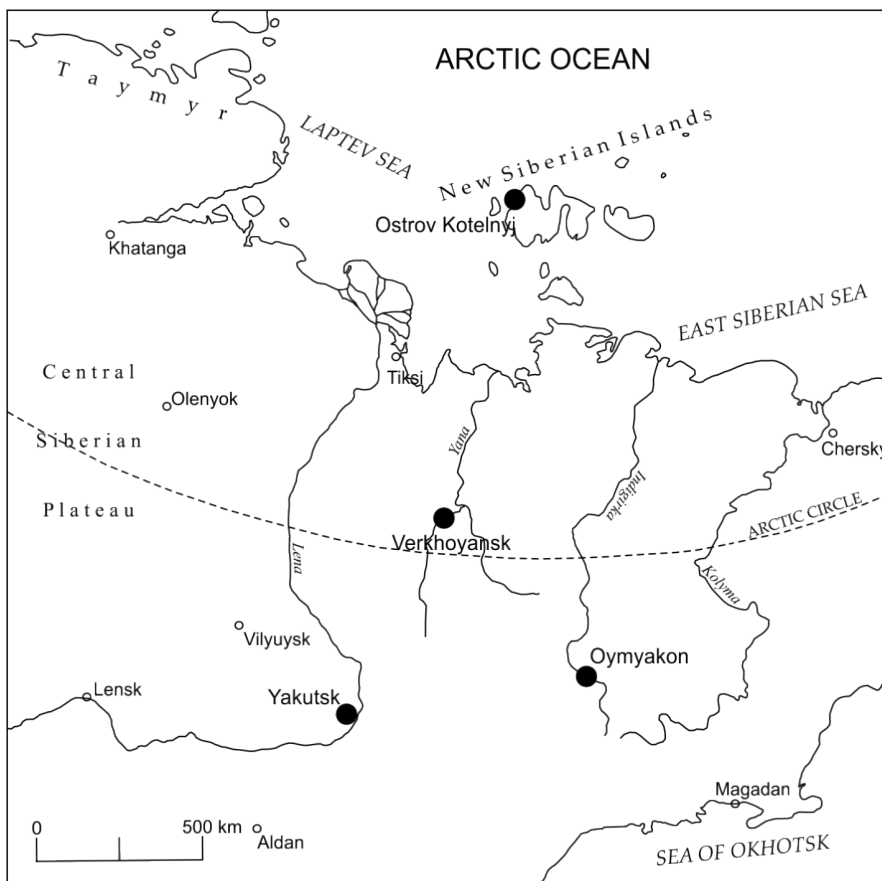 ARCTIC OCEAN
Taymyr
LAPTEV SEA
New Siberian Islands
Ostrov Kotelnyj
Khatanga
EAST SIBERIAN SEA
Central
Tiksi
Olenyok
Siberian
Yana
Chersky
Indigirka
Plateau
ARCTIC CIRCLE
Verkhoyansk
Lena
Kolyma
Vilyuysk
Oymyakon
Lensk
Yakutsk
Magadan
0 500 km
Aldan
SEA OF OKHOTSK